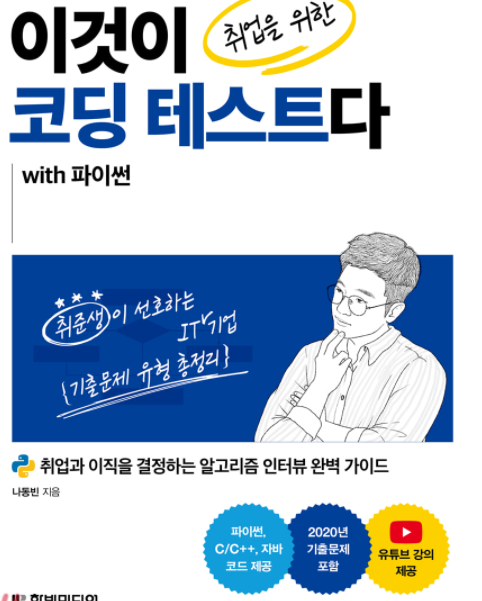 이것이
취업을 위한
코딩 테스트다
with 파이썬
취준생이 선호하는
IT기업
{기출문제 유형 총정리}
취업과 이직을 결정하는 알고리즘 인터뷰 완벽 가이드
나동빈 지음
파이썬,
C/C++, 자바
코드 제공
2020년
기출문제
포함
유튜브 강의
제공
한빛미디어